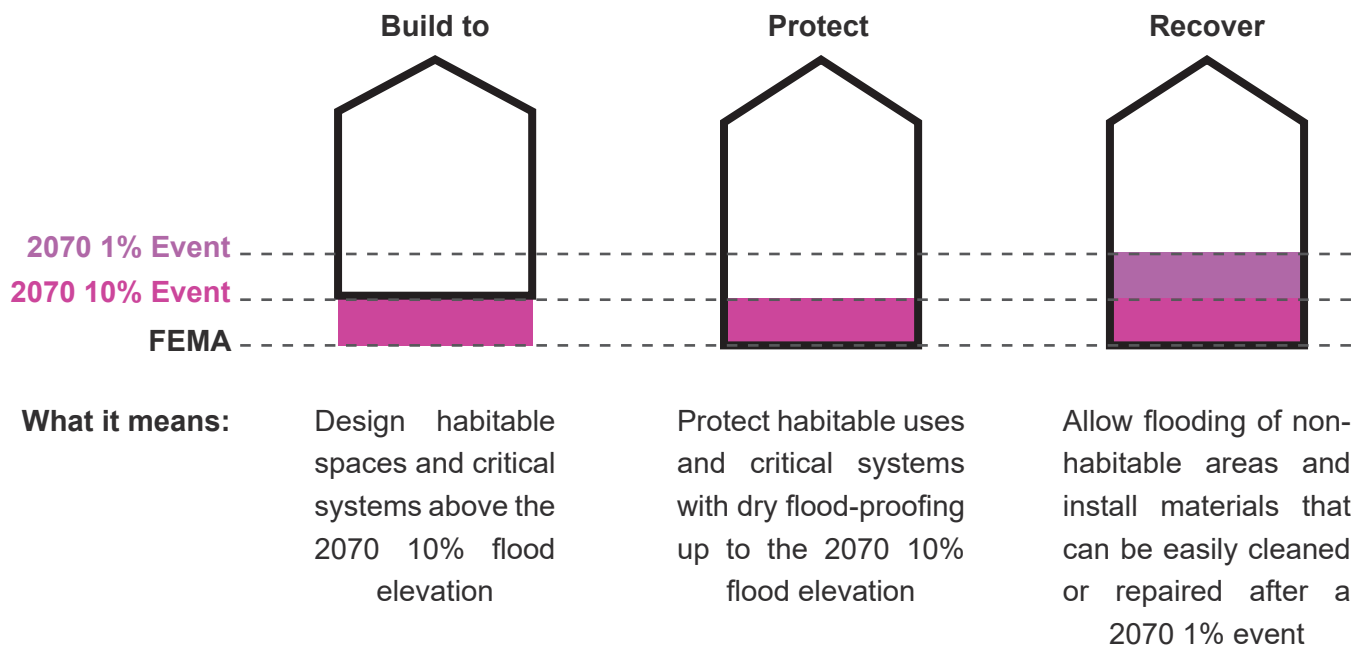 Build to
Protect
Recover
2070 1% Event
2070 10% Event
FEMA
What it means:
Design habitable
spaces and critical
systems above the
2070 10% flood
elevation
Protect habitable uses
and critical systems
with dry flood-proofing
up to the 2070 10%
flood elevation
Allow flooding of non-
habitable areas and
install materials that
can be easily cleaned
or repaired after a
2070 1% event